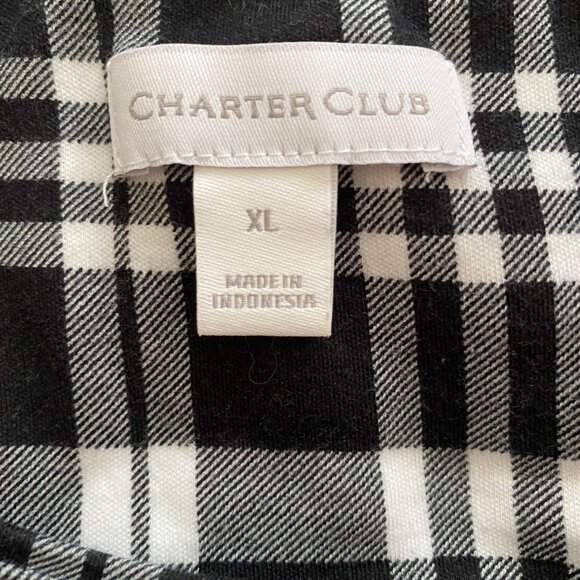 CHARTER CLUB
XL
MADE IN
INDONESIA